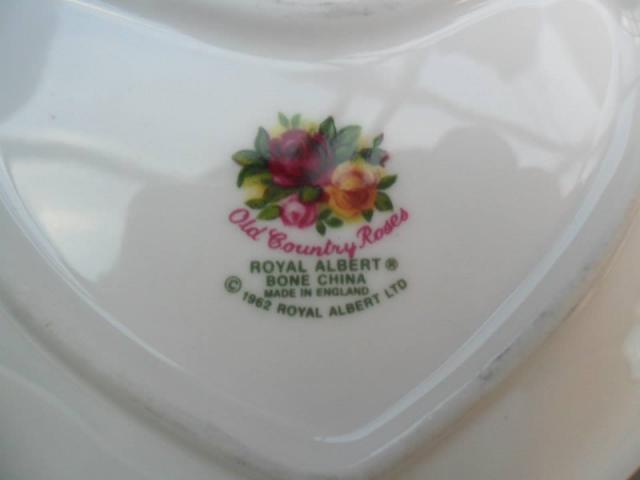 Old Country Roses
ROYAL ALBERT ®
BONE CHINA
MADE IN ENGLAND
© 1962 ROYAL ALBERT LTD